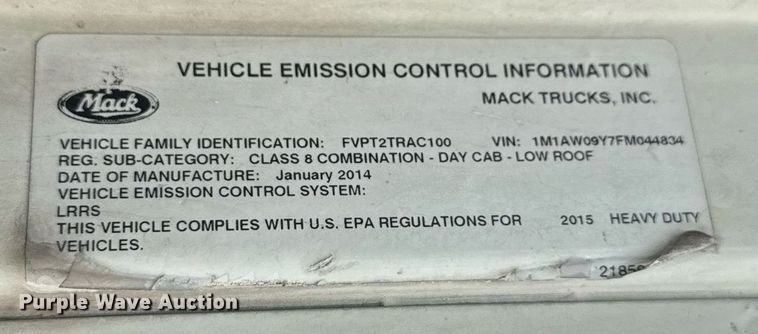 Mack
VEHICLE EMISSION CONTROL INFORMATION
MACK TRUCKS, INC.
VEHICLE FAMILY IDENTIFICATION: FVPT2TRAC100 VIN: 1M1AW09Y7FM044834
REG. SUB-CATEGORY: CLASS 8 COMBINATION - DAY CAB - LOW ROOF
DATE OF MANUFACTURE: January 2014
VEHICLE EMISSION CONTROL SYSTEM:
LRRS
THIS VEHICLE COMPLIES WITH U.S. EPA REGULATIONS FOR 2015 HEAVY DUTY
VEHICLES.
Purple Wave Auction